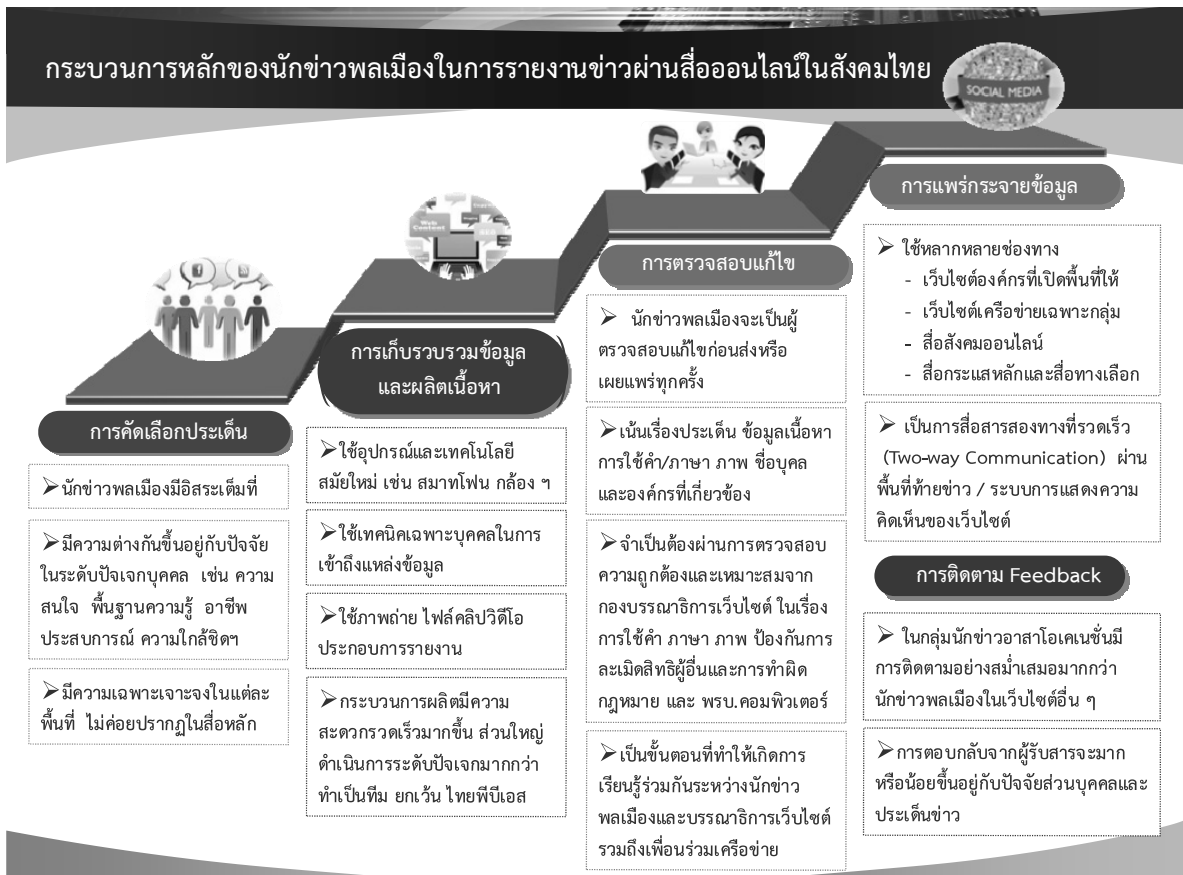 กระบวนการหลักของนักข่าวพลเมืองในการรายงานข่าวผ่านสื่อออนไลน์ในสังคมไทย
SOCIAL MEDIA
Web
Content
การคัดเลือกประเด็น
➢นักข่าวพลเมืองมีอิสระเต็มที่
➢มีความต่างกันขึ้นอยู่กับปัจจัย
ในระดับปัจเจกบุคคล เช่น ความ
สนใจ พื้นฐานความรู้ อาชีพ
ประสบการณ์ ความใกล้ชิดฯ
➢มีความเฉพาะเจาะจงในแต่ละ
พื้นที่ ไม่ค่อยปรากฏในสื่อหลัก
การเก็บรวบรวมข้อมูล
และผลิตเนื้อหา
➢ใช้อุปกรณ์และเทคโนโลยี
สมัยใหม่ เช่น สมาทโฟน กล้อง ฯ
➢ใช้เทคนิคเฉพาะบุคคลในการ
เข้าถึงแหล่งข้อมูล
➢ใช้ภาพถ่าย ไฟล์คลิปวิดีโอ
ประกอบการรายงาน
➢กระบวนการผลิตมีความ
สะดวกรวดเร็วมากขึ้น ส่วนใหญ่
ดำเนินการระดับปัจเจกมากกว่า
ทำเป็นทีม ยกเว้น ไทยพีบีเอส
การตรวจสอบแก้ไข
➢ นักข่าวพลเมืองจะเป็นผู้
ตรวจสอบแก้ไขก่อนส่งหรือ
เผยแพร่ทุกครั้ง
➢เน้นเรื่องประเด็น ข้อมูลเนื้อหา
การใช้คำ/ภาษา ภาพ ชื่อบุคล
และองค์กรที่เกี่ยวข้อง
➢จำเป็นต้องผ่านการตรวจสอบ
ความถูกต้องและเหมาะสมจาก
กองบรรณาธิการเว็บไซต์ ในเรื่อง
การใช้คำ ภาษา ภาพ ป้องกันการ
ละเมิดสิทธิผู้อื่นและการทำผิด
กฎหมาย และ พรบ.คอมพิวเตอร์
➢เป็นขั้นตอนที่ทำให้เกิดการ
เรียนรู้ร่วมกันระหว่างนักข่าว
พลเมืองและบรรณาธิการเว็บไซต์
รวมถึงเพื่อนร่วมเครือข่าย
การแพร่กระจายข้อมูล
➢ ใช้หลากหลายช่องทาง
- เว็บไซต์องค์กรที่เปิดพื้นที่ให้
- เว็บไซต์เครือข่ายเฉพาะกลุ่ม
- สื่อสังคมออนไลน์
- สื่อกระแสหลักและสื่อทางเลือก
➢ เป็นการสื่อสารสองทางที่รวดเร็ว
(Two-way Communication) ผ่าน
พื้นที่ท้ายข่าว / ระบบการแสดงความ
คิดเห็นของเว็บไซต์
การติดตาม Feedback
➢ ในกลุ่มนักข่าวอาสาโอเคเนชั่นมี
การติดตามอย่างสม่ำเสมอมากกว่า
นักข่าวพลเมืองในเว็บไซต์อื่น ๆ
➢การตอบกลับจากผู้รับสารจะมาก
หรือน้อยขึ้นอยู่กับปัจจัยส่วนบุคคลและ
ประเด็นข่าว